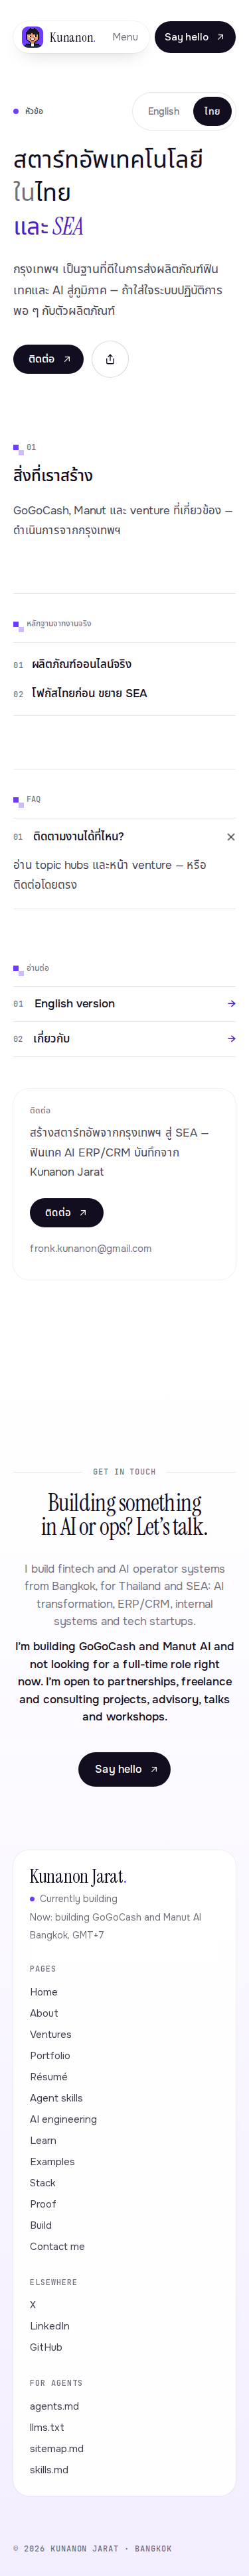 Kunanon.
Menu
Say hello
หัวข้อ
English
ไทย
สตาร์ทอัพเทคโนโลยี
ในไทย
และ SEA
กรุงเทพฯ เป็นฐานที่ดีในการส่งผลิตภัณฑ์ฟิน
เทคและ AI สู่ภูมิภาค — ถ้าใส่ใจระบบปฏิบัติการ
พอ ๆ กับตัวผลิตภัณฑ์
ติดต่อ
01
สิ่งที่เราสร้าง
GoGoCash, Manut และ venture ที่เกี่ยวข้อง —
ดำเนินการจากกรุงเทพฯ
หลักฐานจากงานจริง
01 ผลิตภัณฑ์ออนไลน์จริง
02 โฟกัสไทยก่อน ขยาย SEA
FAQ
01 ติดตามงานได้ที่ไหน?
อ่าน topic hubs และหน้า venture — หรือ
ติดต่อโดยตรง
อ่านต่อ
01 English version
02 เกี่ยวกับ
ติดต่อ
สร้างสตาร์ทอัพจากกรุงเทพฯ สู่ SEA —
ฟินเทค AI ERP/CRM บันทึกจาก
Kunanon Jarat
ติดต่อ
fronk.kunanon@gmail.com
GET IN TOUCH
Building something
in AI or ops? Let's talk.
I build fintech and AI operator systems
from Bangkok, for Thailand and SEA: AI
transformation, ERP/CRM, internal
systems and tech startups.
I'm building GoGoCash and Manut AI and
not looking for a full-time role right
now. I'm open to partnerships, freelance
and consulting projects, advisory, talks
and workshops.
Say hello
Kunanon Jarat.
Currently building
Now: building GoGoCash and Manut AI
Bangkok, GMT+7
PAGES
Home
About
Ventures
Portfolio
Résumé
Agent skills
AI engineering
Learn
Examples
Stack
Proof
Build
Contact me
ELSEWHERE
X
LinkedIn
GitHub
FOR AGENTS
agents.md
llms.txt
sitemap.md
skills.md
© 2026 KUNANON JARAT · BANGKOK